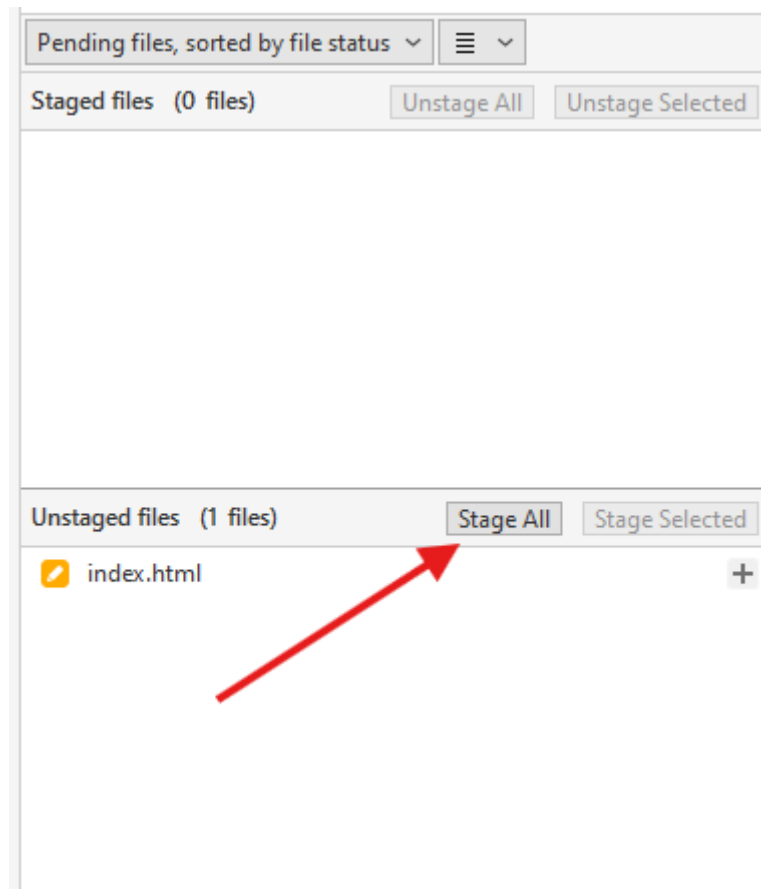 Pending files, sorted by file status
Staged files (0 files) Unstage All Unstage Selected
Unstaged files (1 files) Stage All Stage Selected
index.html